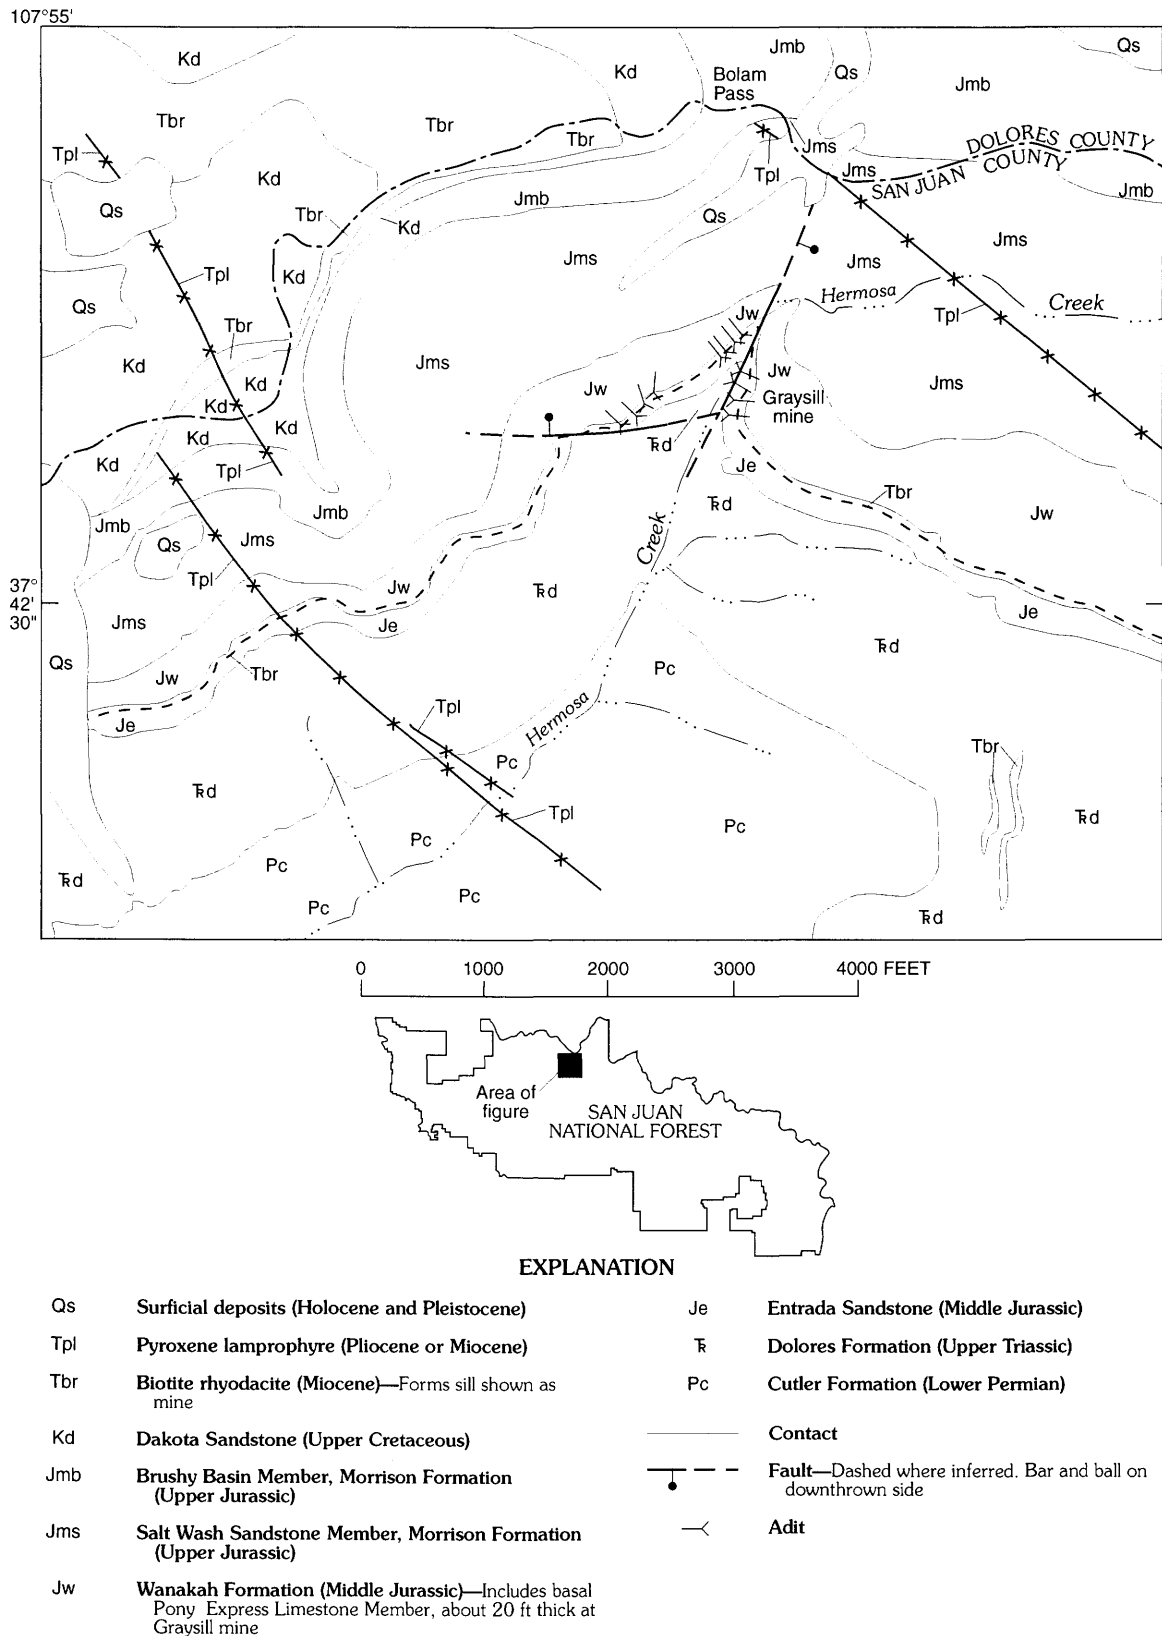 107°55'
Kd
Kd
Jmb
Qs
Bolam
Pass
Qs
Jmb
Tbr
Tbr
Tbr
Tpl
Jms
DOLORES COUNTY
SAN JUAN COUNTY
Kd
Tpl
Jms
Jmb
Qs
Tbr
Kd
Jmb
Qs
Jms
Jms
Jms
Tpl
Kd
Hermosa
Creek
Qs
Tbr
Jw
Tpl
Kd
Jms
Jw
Kd
Jw
Jms
Kd
Kd
Graysill
mine
Kd
Ꞧd
Kd
Tpl
Je
Tbr
Ꞧd
Jmb
Jmb
Qs
Jms
Creek
Jw
Tpl
Jw
Ꞧd
37°
42'
30"
Jms
Je
Je
Qs
Jw
Tbr
Pc
Ꞧd
Je
Tpl
Hermosa
Pc
Tbr
Ꞧd
Tpl
Pc
Pc
Ꞧd
Pc
Ꞧd
Pc
Pc
Ꞧd
0 1000 2000 3000 4000 FEET
Area of
figure
SAN JUAN
NATIONAL FOREST
EXPLANATION
Qs Surficial deposits (Holocene and Pleistocene)
Tpl Pyroxene lamprophyre (Pliocene or Miocene)
Tbr Biotite rhyodacite (Miocene)—Forms sill shown as
mine
Kd Dakota Sandstone (Upper Cretaceous)
Jmb Brushy Basin Member, Morrison Formation
(Upper Jurassic)
Jms Salt Wash Sandstone Member, Morrison Formation
(Upper Jurassic)
Jw Wanakah Formation (Middle Jurassic)—Includes basal
Pony Express Limestone Member, about 20 ft thick at
Graysill mine
Je Entrada Sandstone (Middle Jurassic)
Ꞧ Dolores Formation (Upper Triassic)
Pc Cutler Formation (Lower Permian)
Contact
Fault—Dashed where inferred. Bar and ball on
downthrown side
Adit